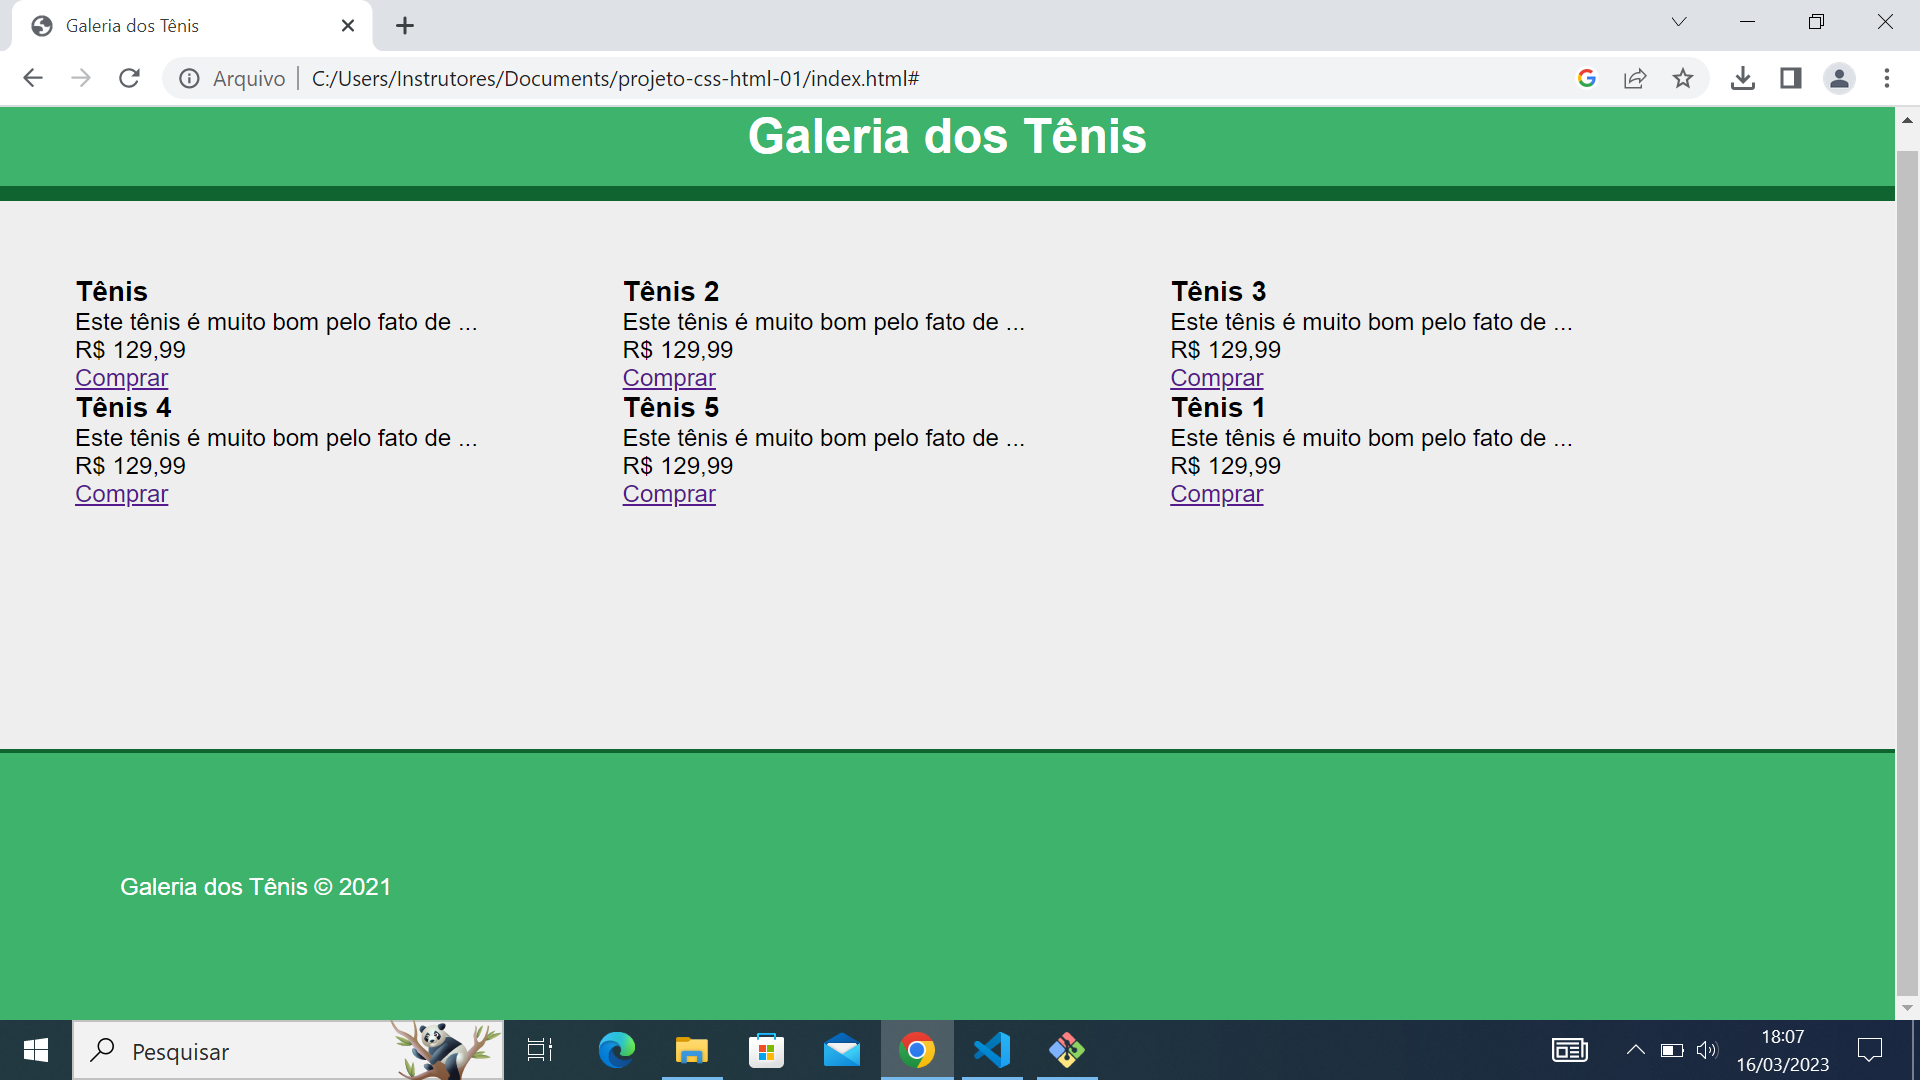 Galeria dos Tênis
Arquivo
C:/Users/Instrutores/Documents/projeto-css-html-01/index.html#
Galeria dos Tênis
Tênis
Este tênis é muito bom pelo fato de ...
R$ 129,99
Comprar
Tênis 2
Este tênis é muito bom pelo fato de ...
R$ 129,99
Comprar
Tênis 3
Este tênis é muito bom pelo fato de ...
R$ 129,99
Comprar
Tênis 4
Este tênis é muito bom pelo fato de ...
R$ 129,99
Comprar
Tênis 5
Este tênis é muito bom pelo fato de ...
R$ 129,99
Comprar
Tênis 1
Este tênis é muito bom pelo fato de ...
R$ 129,99
Comprar
Galeria dos Tênis © 2021
Pesquisar
18:07
16/03/2023